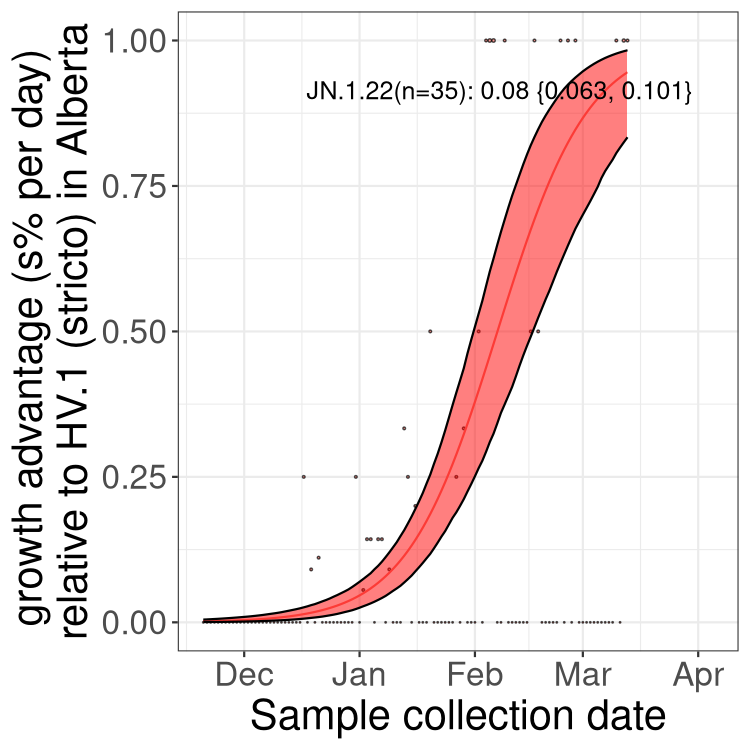 growth advantage (s% per day)
relative to HV.1 (stricto) in Alberta
1.00
0.75
0.50
0.25
0.00
JN.1.22(n=35): 0.08 {0.063, 0.101}
Dec
Jan
Feb
Mar
Apr
Sample collection date